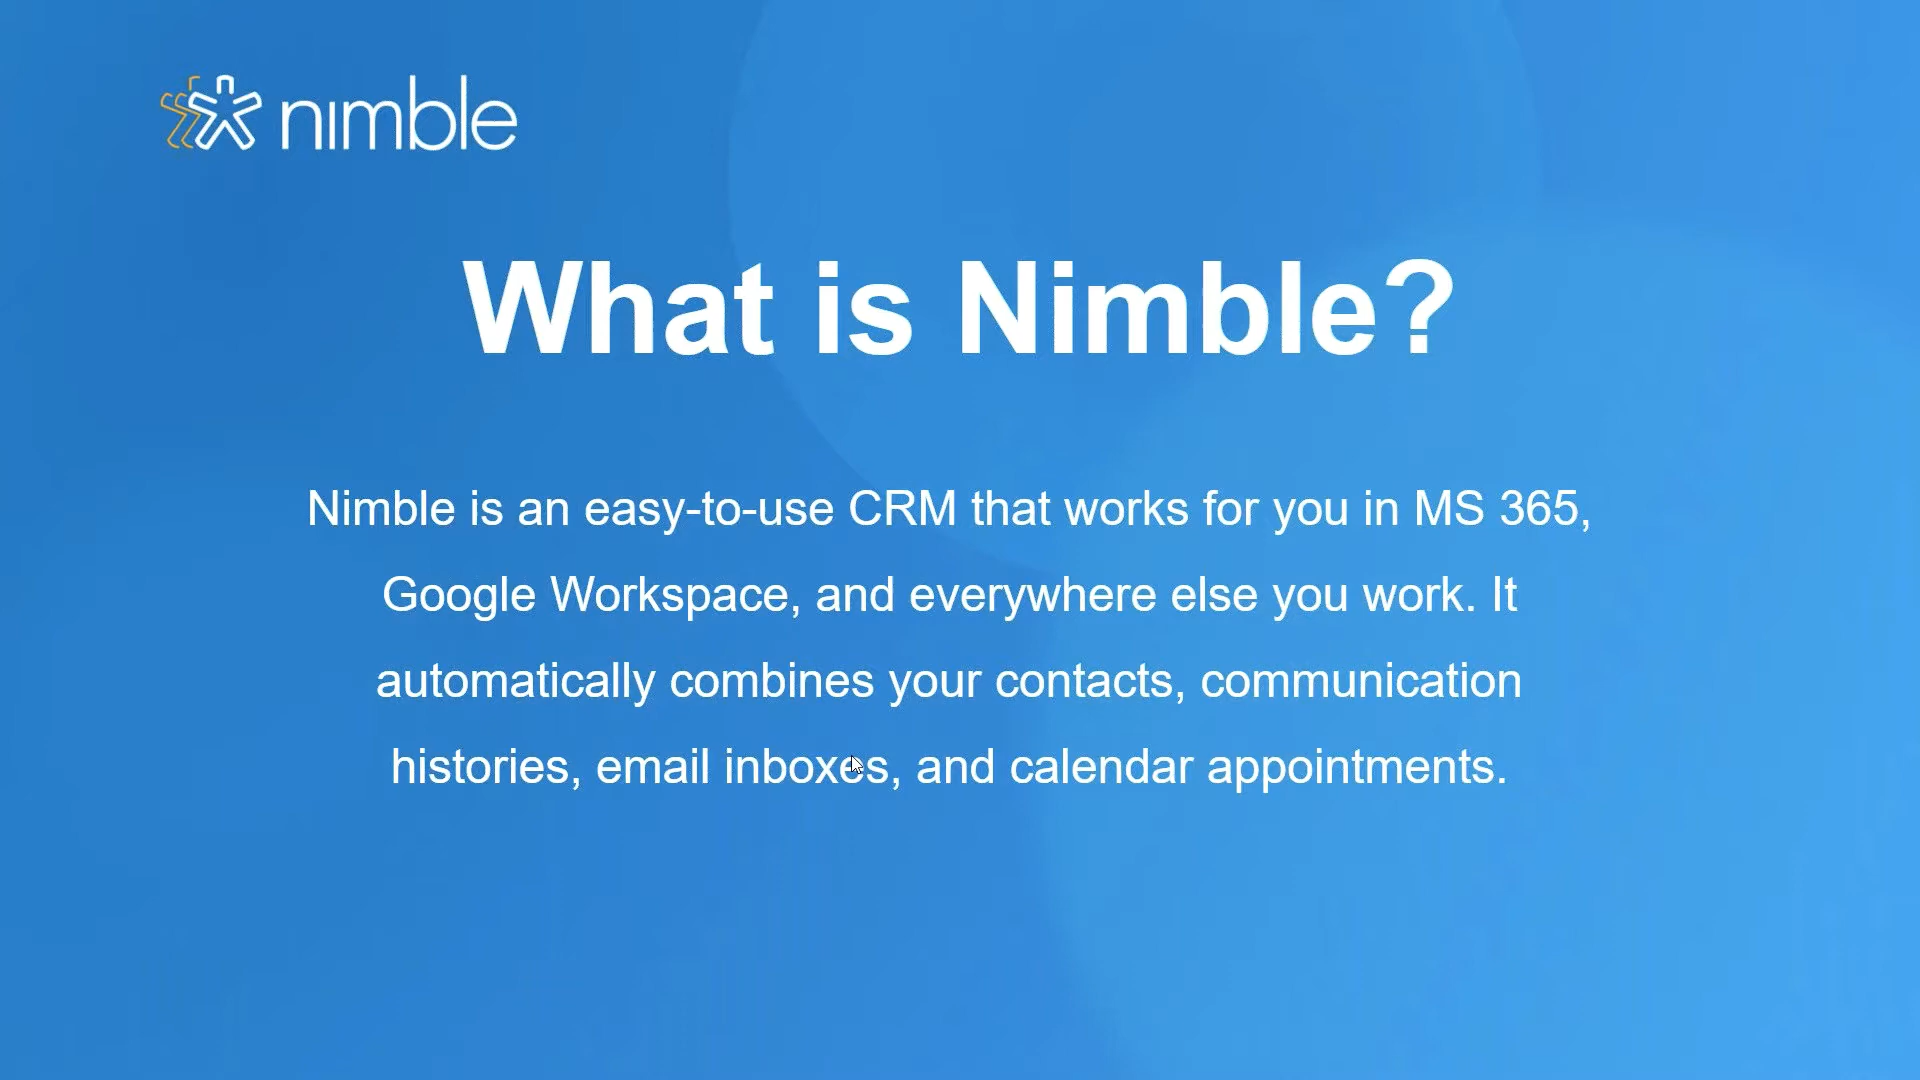 nimble
What is Nimble?
Nimble is an easy-to-use CRM that works for you in MS 365,
Google Workspace, and everywhere else you work. It
automatically combines your contacts, communication
histories, email inboxes, and calendar appointments.